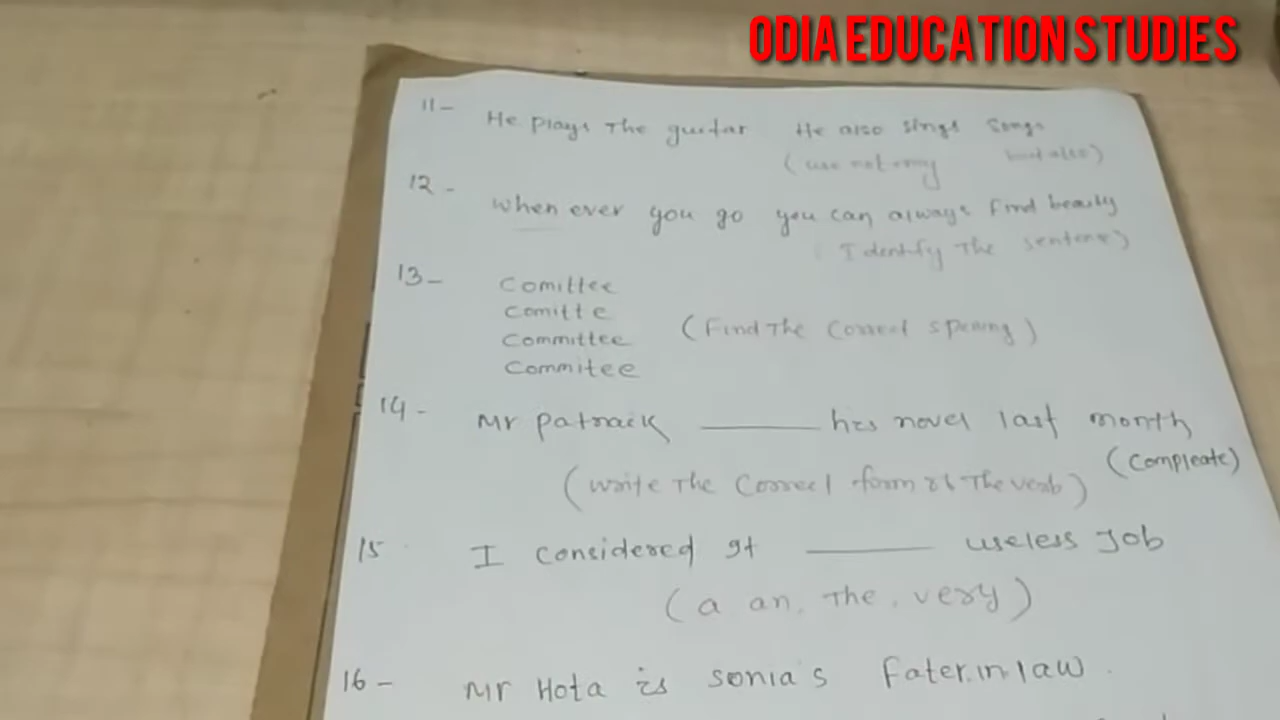 ODIA EDUCATION STUDIES
11- He plays The guitar He also sings songs
(use not only but also)
12- when ever you go you can always find beauty
(Identify The sentence)
13- Comittee
Comitte
Committee (Find The correct spelling)
Commitee
14- Mr patnaik ______ his novel last month
(compleate)
(write The correct form of The verb)
15 I considered It ______ useless Job
(a an, The, very)
16- Mr Hota is sonia's Fater.in law.